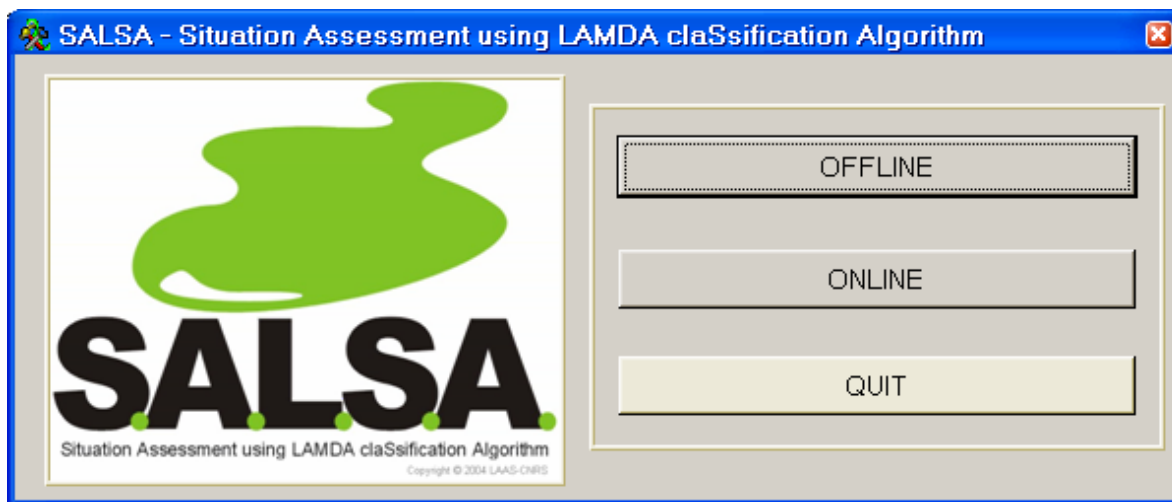 SALSA - Situation Assessment using LAMDA claSsification Algorithm
S.A.L.S.A.
Situation Assessment using LAMDA claSsification Algorithm
Copyright © 2004 LAAS-CNRS
OFFLINE
ONLINE
QUIT